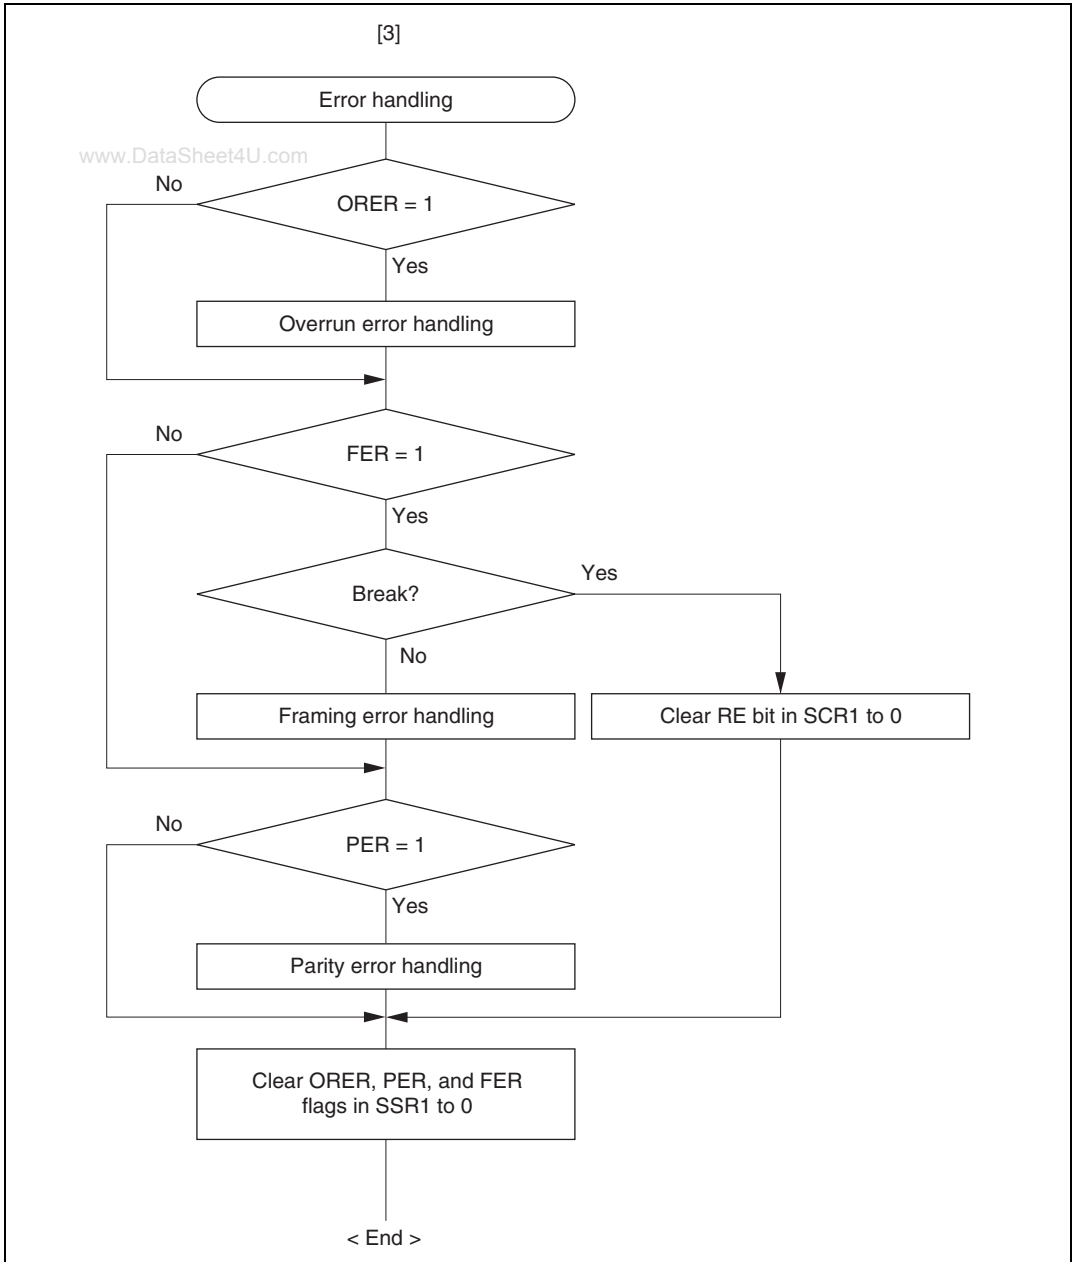 [3]
Error handling
www.DataSheet4U.com
No
ORER = 1
Yes
Overrun error handling
No
FER = 1
Yes
Break?
Yes
No
Framing error handling
Clear RE bit in SCR1 to 0
No
PER = 1
Yes
Parity error handling
Clear ORER, PER, and FER
flags in SSR1 to 0
< End >